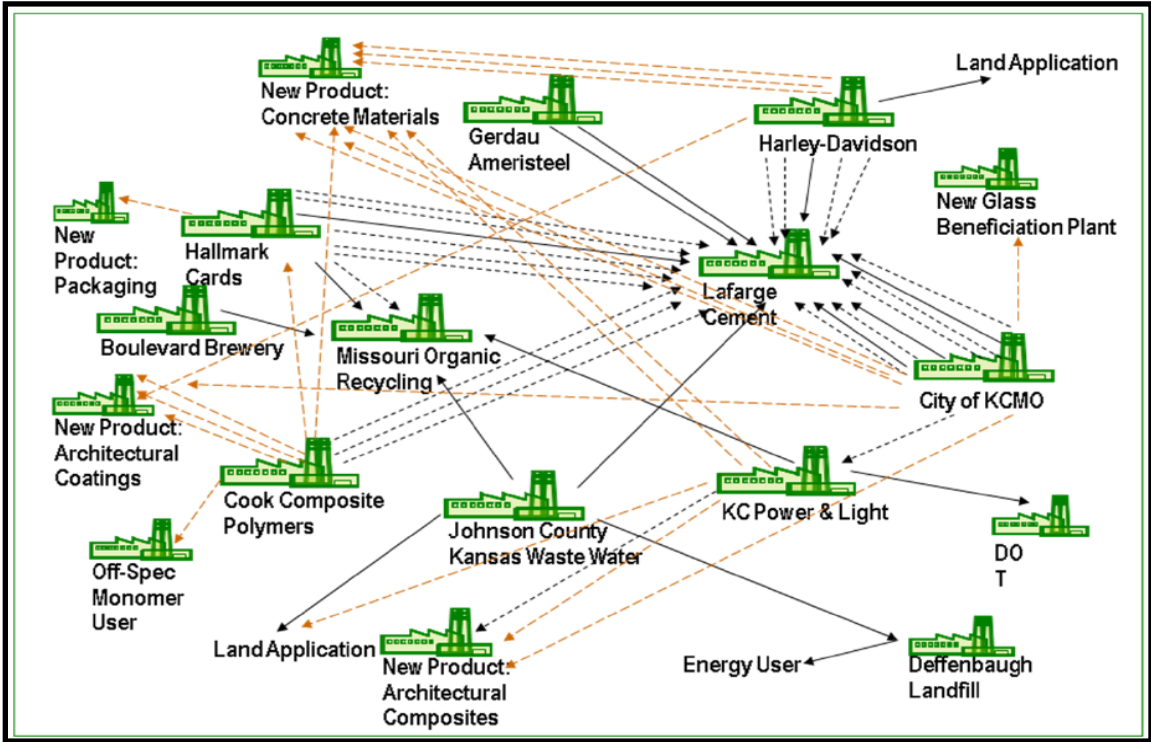 Land Application
New Product:
Concrete Materials
Gerdau
Ameristeel
Harley-Davidson
New Glass
Beneficiation Plant
New
Product:
Packaging
Hallmark
Cards
Lafarge
Cement
Boulevard Brewery
Missouri Organic
Recycling
City of KCMO
New Product:
Architectural
Coatings
Cook Composite
Polymers
Johnson County
Kansas Waste Water
KC Power & Light
DO
T
Off-Spec
Monomer
User
Land Application
New Product:
Architectural
Composites
Energy User
Deffenbaugh
Landfill